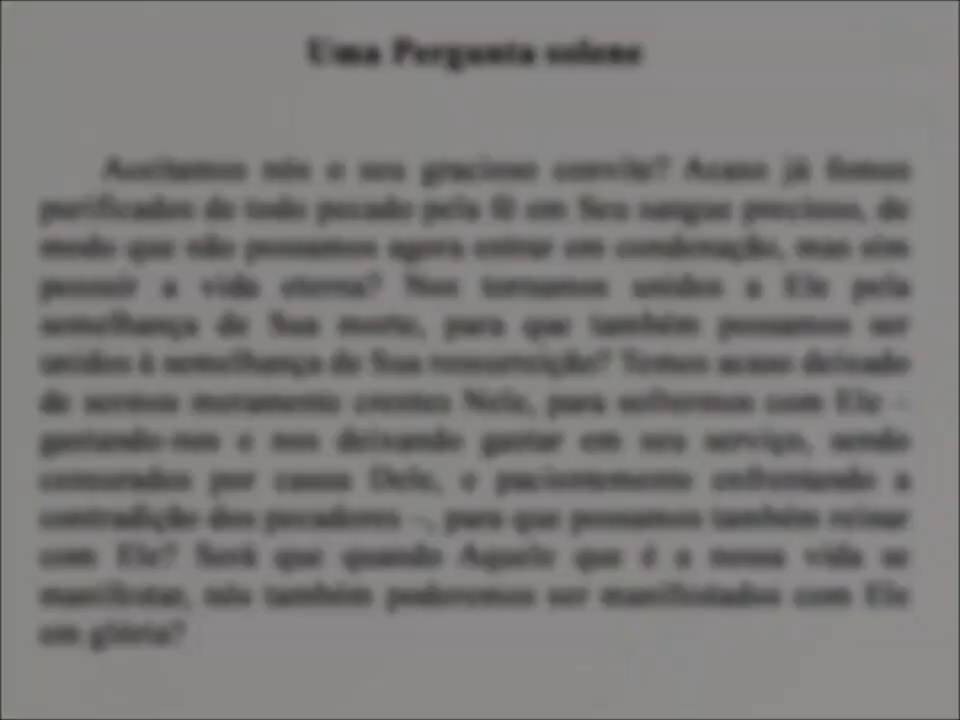 Uma Pergunta solene
Aceitamos nós o seu gracioso convite? Acaso já fomos
purificados de todo pecado pela fé em Seu sangue precioso, de
modo que não possamos agora entrar em condenação, mas sim
possuir a vida eterna? Nos tornamos unidos a Ele pela
semelhança de Sua morte, para que também possamos ser
unidos à semelhança de Sua ressurreição? Temos acaso deixado
de sermos meramente crentes Nele, para sofrermos com Ele –
gastando-nos e nos deixando gastar em seu serviço, sendo
censurados por causa Dele, e pacientemente enfrentando a
contradição dos pecadores –, para que possamos também reinar
com Ele? Será que quando Aquele que é a nossa vida se
manifestar, nós também poderemos ser manifestados com Ele
em glória?